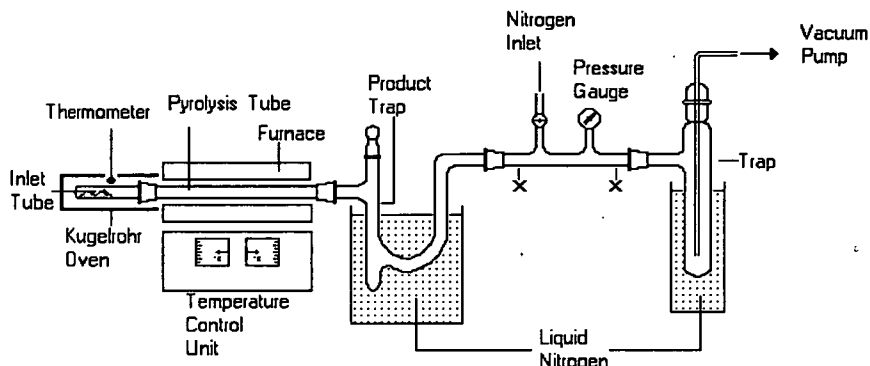 Nitrogen
Inlet
Vacuum
Pump
Pressure
Gauge
Product
Trap
Pyrolysis Tube
Thermometer
Furnace
Trap
Inlet
Tube
Kugelrohr
Oven
Temperature
Control
Unit
Liquid
Nitrogen